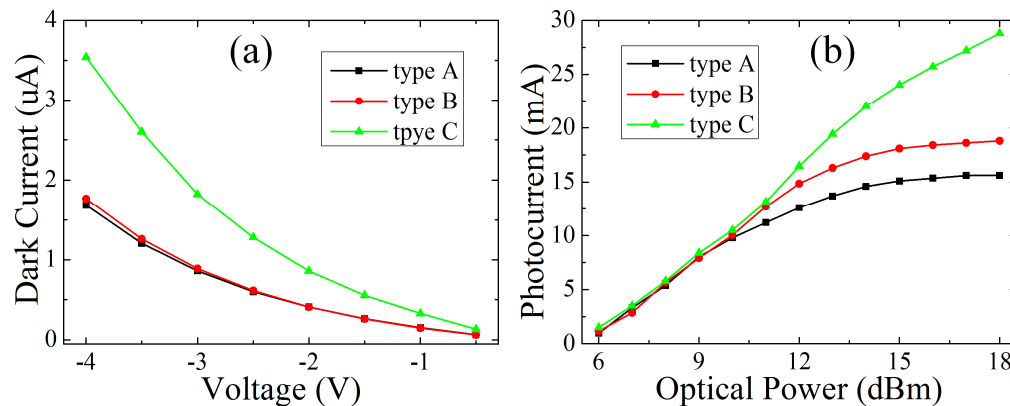 (a)
type A
type B
tpye C
Dark Current (uA)
4
3
2
1
0
-4
-3
-2
-1
Voltage (V)
(b)
type A
type B
type C
Photocurrent (mA)
30
25
20
15
10
5
0
6
9
12
15
18
Optical Power (dBm)